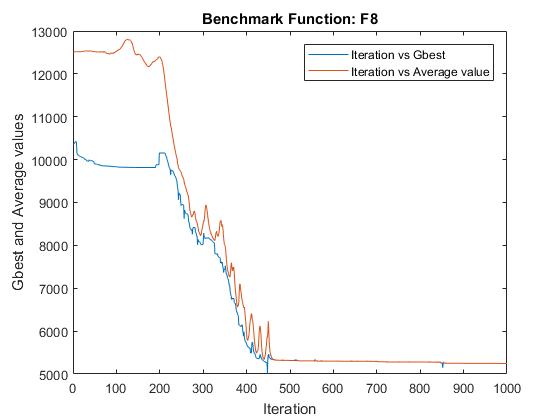 Benchmark Function: F8
13000
12000
11000
10000
9000
8000
7000
6000
5000
Gbest and Average values
Iteration vs Gbest
Iteration vs Average value
0 100 200 300 400 500 600 700 800 900 1000
Iteration